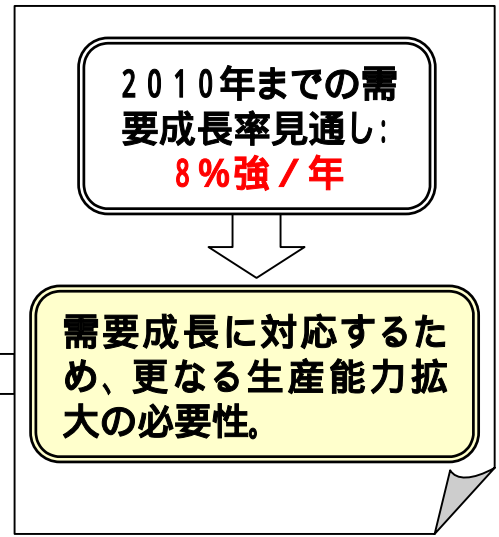 2010年までの需
要成長率見通し:
8%強/年
需要成長に対応するた
め、更なる生産能力拡
大の必要性。